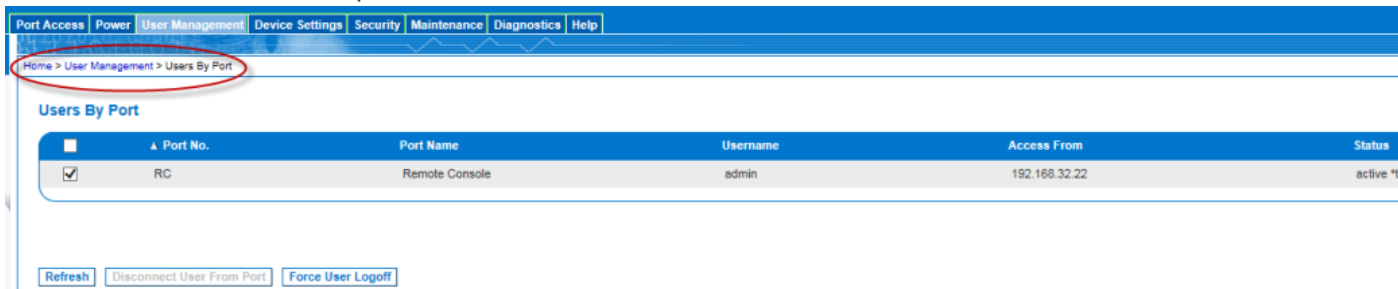 Port Access Power User Management Device Settings Security Maintenance Diagnostics Help
Home > User Management > Users By Port
Users By Port
▲ Port No. Port Name Username Access From Status
RC Remote Console admin 192.168.32.22 active *t
Refresh Disconnect User From Port Force User Logoff